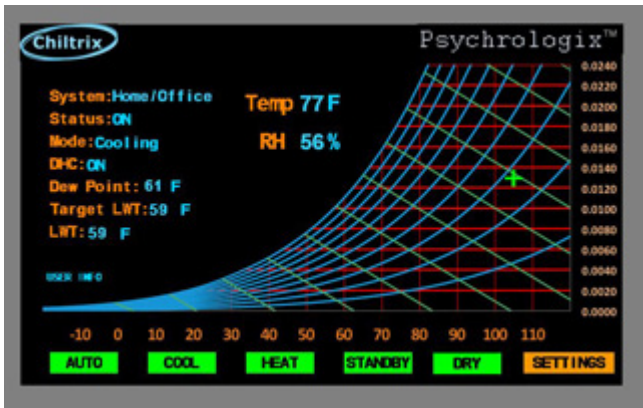 Chiltrix
Psychrologix™
System:Home/Office
Status:ON
Mode:Cooling
DHC:ON
Dew Point: 61 F
Target LWT:59 F
LWT:59 F
USER INFO
Temp 77 F
RH 56%
0.0240
0.0220
0.0200
0.0180
0.0160
0.0140
0.0120
0.0100
0.0080
0.0060
0.0040
0.0020
0.0000
-10 0 10 20 30 40 50 60 70 80 90 100 110
AUTO COOL HEAT STANDBY DRY SETTINGS